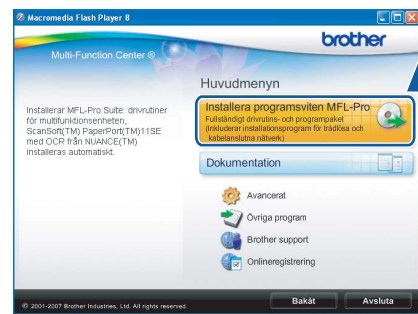 Macromedia Flash Player 8
brother
Multi-Function Center ®
Huvudmenyn
Installerar MFL-Pro Suite: drivrutiner
för multifunktionsenheten,
ScanSoft(TM) PaperPort(TM)11SE
med OCR från NUANCE(TM)
installeras automatiskt.
Installera programsviten MFL-Pro
Fullständigt drivrutins- och programpaket
(Inkluderar installationsprogram för trådlösa och
kabelanslutna nätverk)
Dokumentation
Avancerat
Övriga program
Brother support
Onlineregistrering
© 2001-2007 Brother Industries, Ltd. All rights reserved.
Bakåt
Avsluta